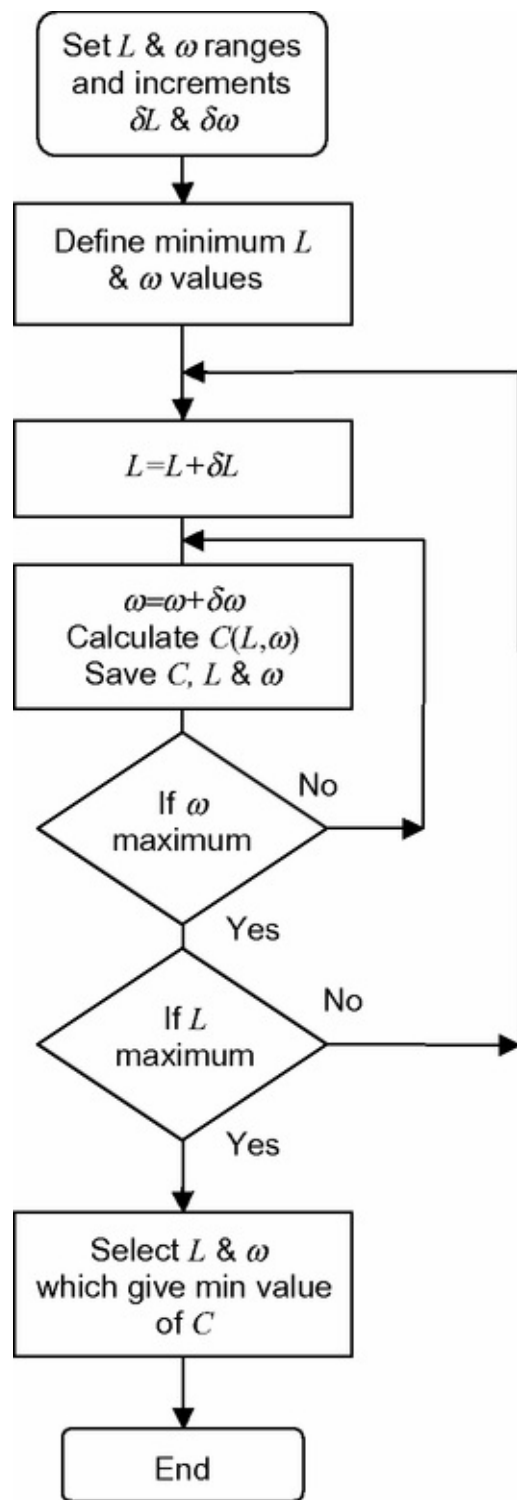 Set L & ω ranges
and increments
δL & δω
Define minimum L
& ω values
L=L+δL
ω=ω+δω
Calculate C(L,ω)
Save C, L & ω
If ω
maximum
No
Yes
If L
maximum
No
Yes
Select L & ω
which give min value
of C
End